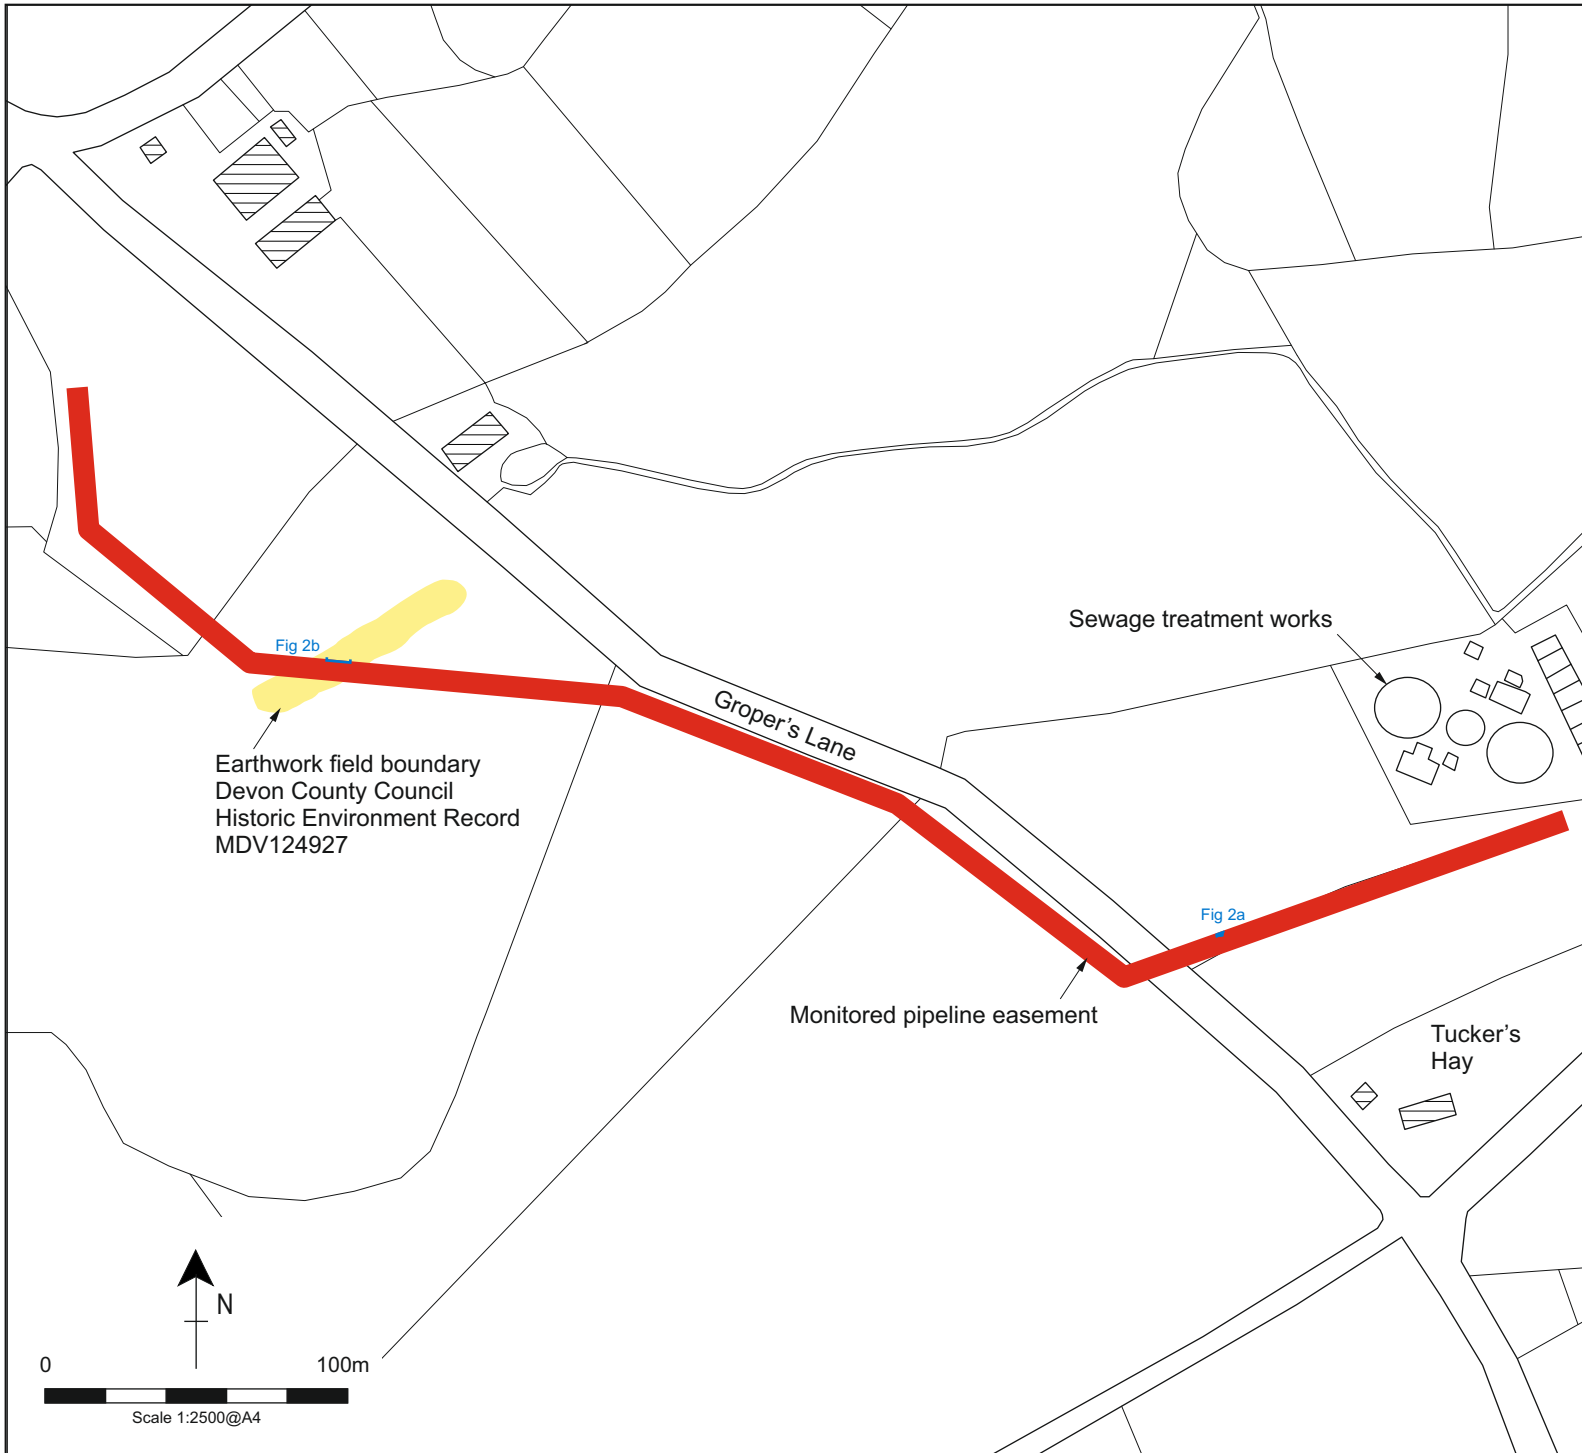 Sewage treatment works
Fig 2b
Groper's Lane
Earthwork field boundary
Devon County Council
Historic Environment Record
MDV124927
Fig 2a
Monitored pipeline easement
Tucker's
Hay
N
0 100m
Scale 1:2500@A4